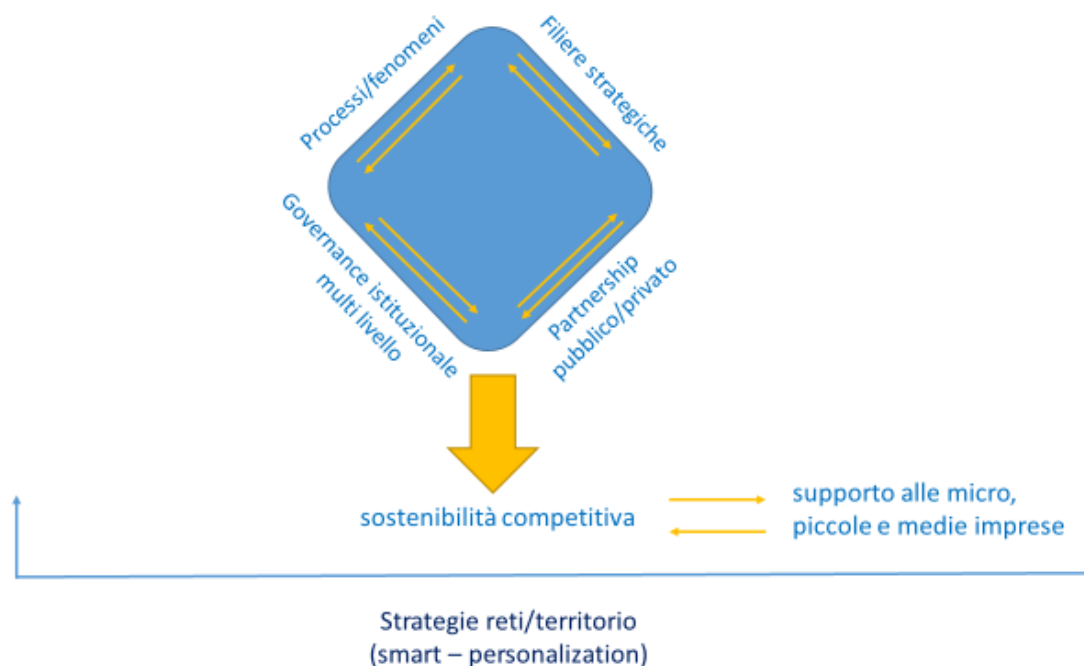 Processi/fenomeni
Filiere strategiche
Governance istituzionale
multi livello
Partnership
pubblico/privato
sostenibilità competitiva
supporto alle micro,
piccole e medie imprese
Strategie reti/territorio
(smart – personalization)